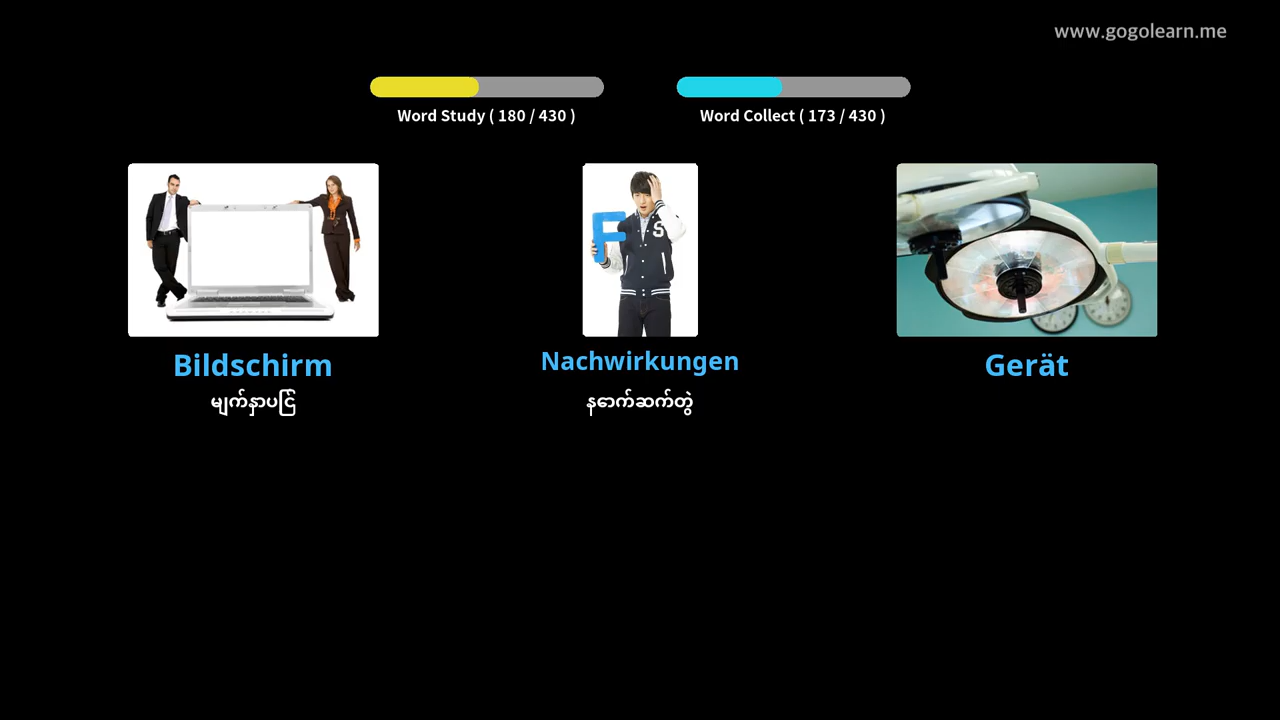 www.gogolearn.me
Word Study ( 180 / 430 )
Word Collect ( 173 / 430 )
F
S
Bildschirm
Nachwirkungen
Gerät
မျက်နှာပြင်
နောက်ဆက်တွဲ